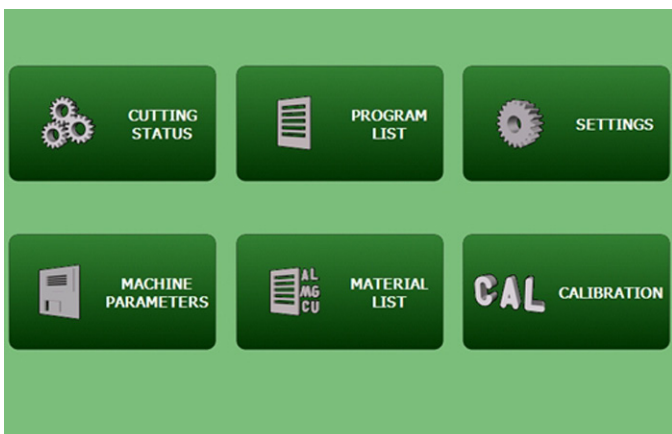 CUTTING
STATUS
PROGRAM
LIST
SETTINGS
MACHINE
PARAMETERS
AL
MG
CU
MATERIAL
LIST
CAL
CALIBRATION